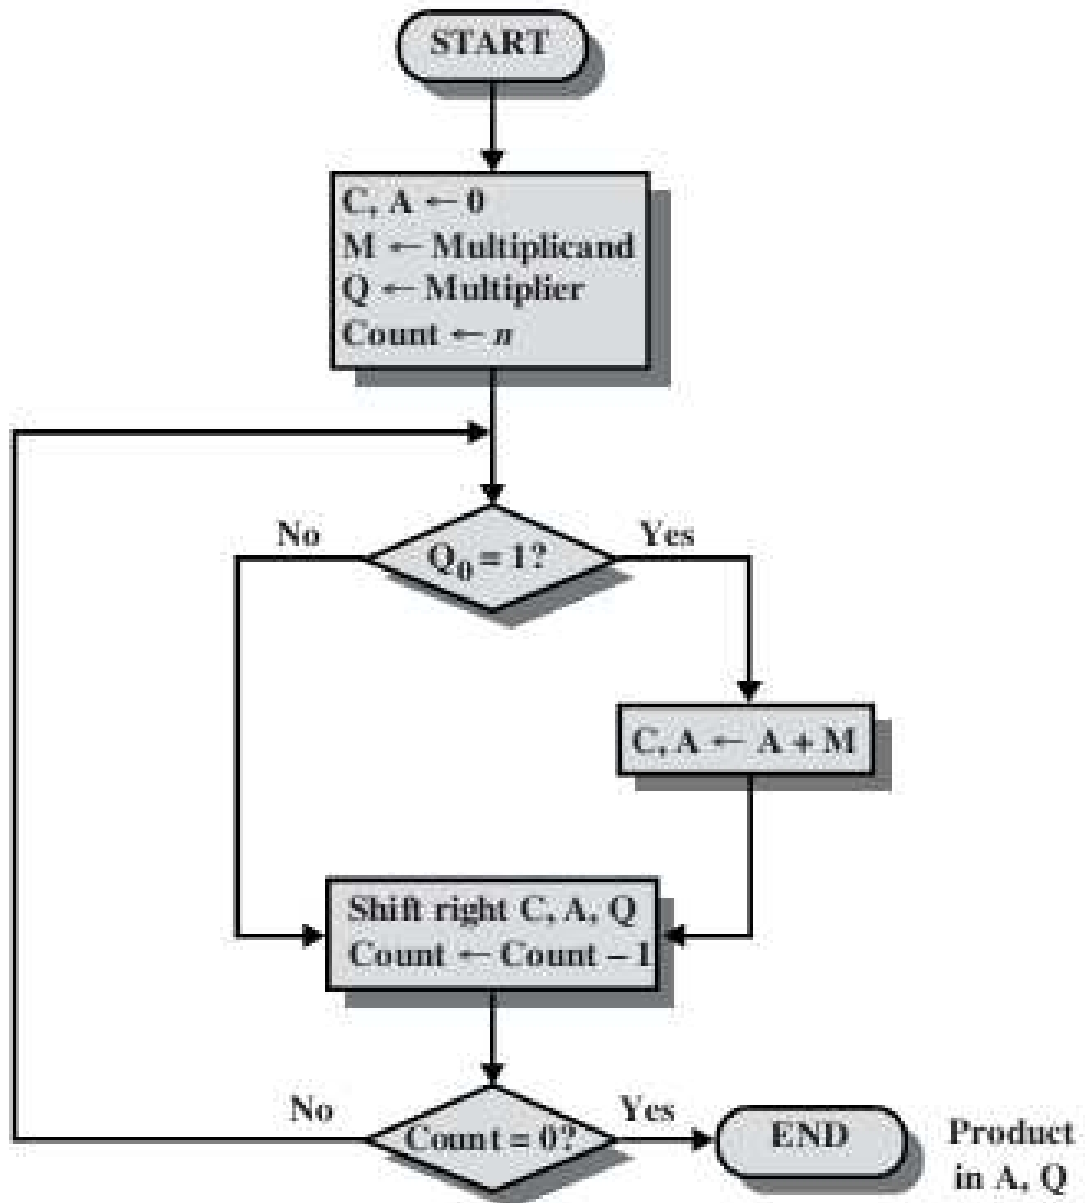 START
C, A ← 0
M ← Multiplicand
Q ← Multiplier
Count ← n
No
Yes
Q₀ = 1?
C, A ← A + M
Shift right C, A, Q
Count ← Count – 1
No
Yes
Count = 0?
END
Product
in A, Q